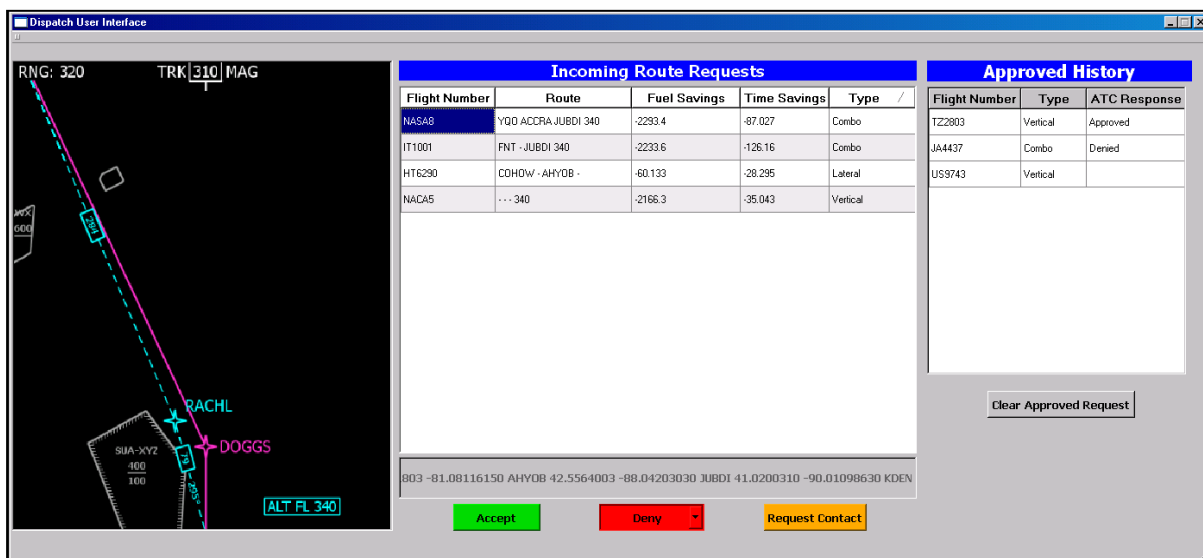 Dispatch User Interface
RNG: 320 TRK 310 MAG
294
WX
600
RACHL
DOGGS
SUA-XYZ
400
100
79
295°
ALT FL 340
Incoming Route Requests
Flight Number Route Fuel Savings Time Savings Type
NASA8 YQO ACCRA JUBDI 340 -2293.4 -87.027 Combo
IT1001 FNT - JUBDI 340 -2233.6 -126.16 Combo
HT6290 COHOW - AHYOB - -60.133 -28.295 Lateral
NACA5 - - - 340 -2166.3 -35.043 Vertical
803 -81.08116150 AHYOB 42.5564003 -88.04203030 JUBDI 41.0200310 -90.01098630 KDEN
Accept Deny Request Contact
Approved History
Flight Number Type ATC Response
TZ2803 Vertical Approved
JA4437 Combo Denied
US9743 Vertical
Clear Approved Request